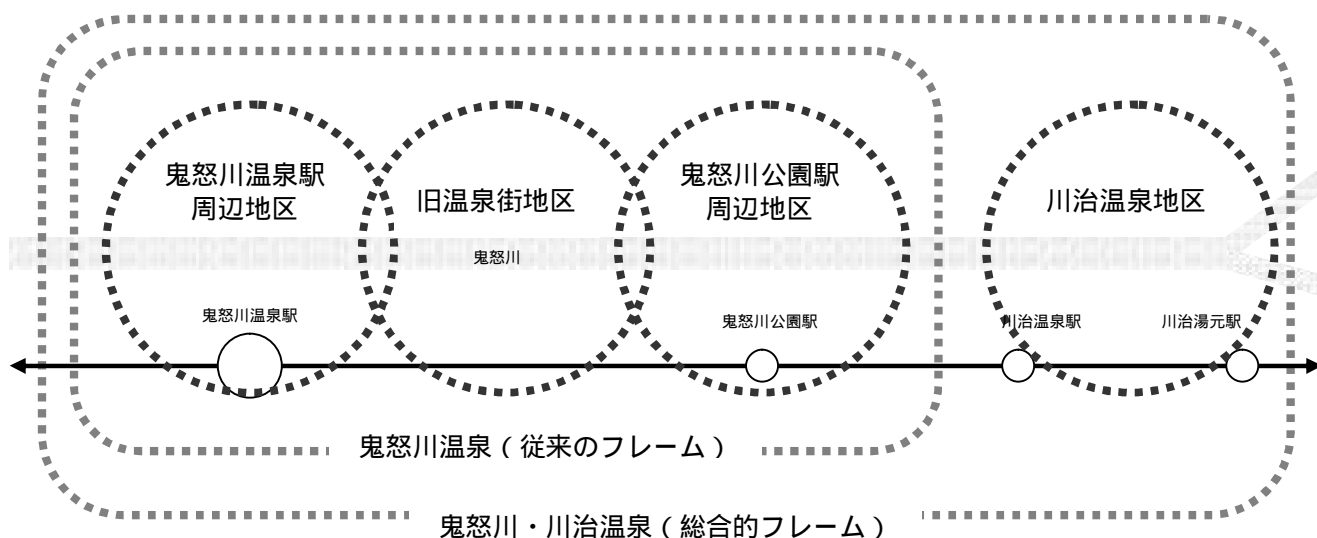 鬼怒川温泉駅
周辺地区
旧温泉街地区
鬼怒川公園駅
周辺地区
川治温泉地区
鬼怒川
鬼怒川温泉駅
鬼怒川公園駅
川治温泉駅
川治湯元駅
鬼怒川温泉（従来のフレーム）
鬼怒川・川治温泉（総合的フレーム）